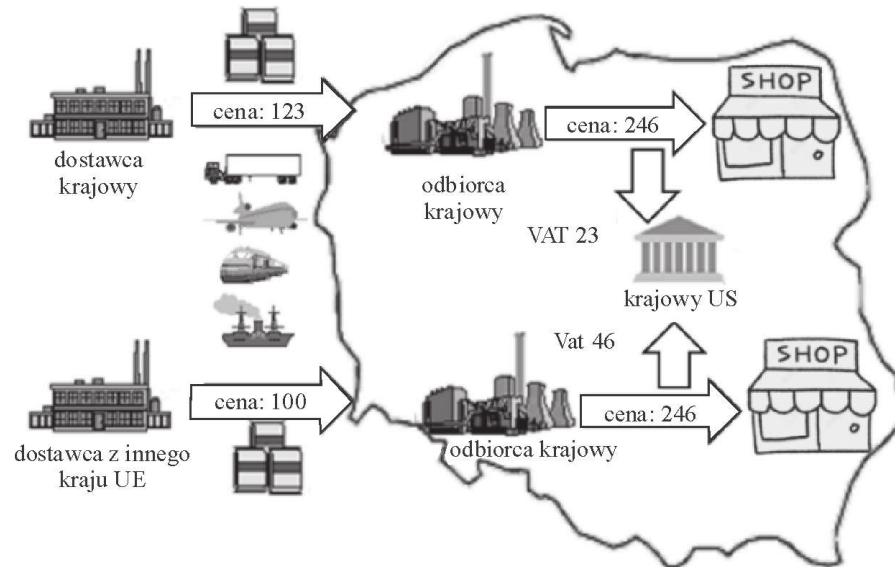 cena: 123
dostawca
krajowy
cena: 246
SHOP
odbiorca
krajowy
VAT 23
krajowy US
Vat 46
SHOP
cena: 100
cena: 246
dostawca z innego
kraju UE
odbiorca krajowy